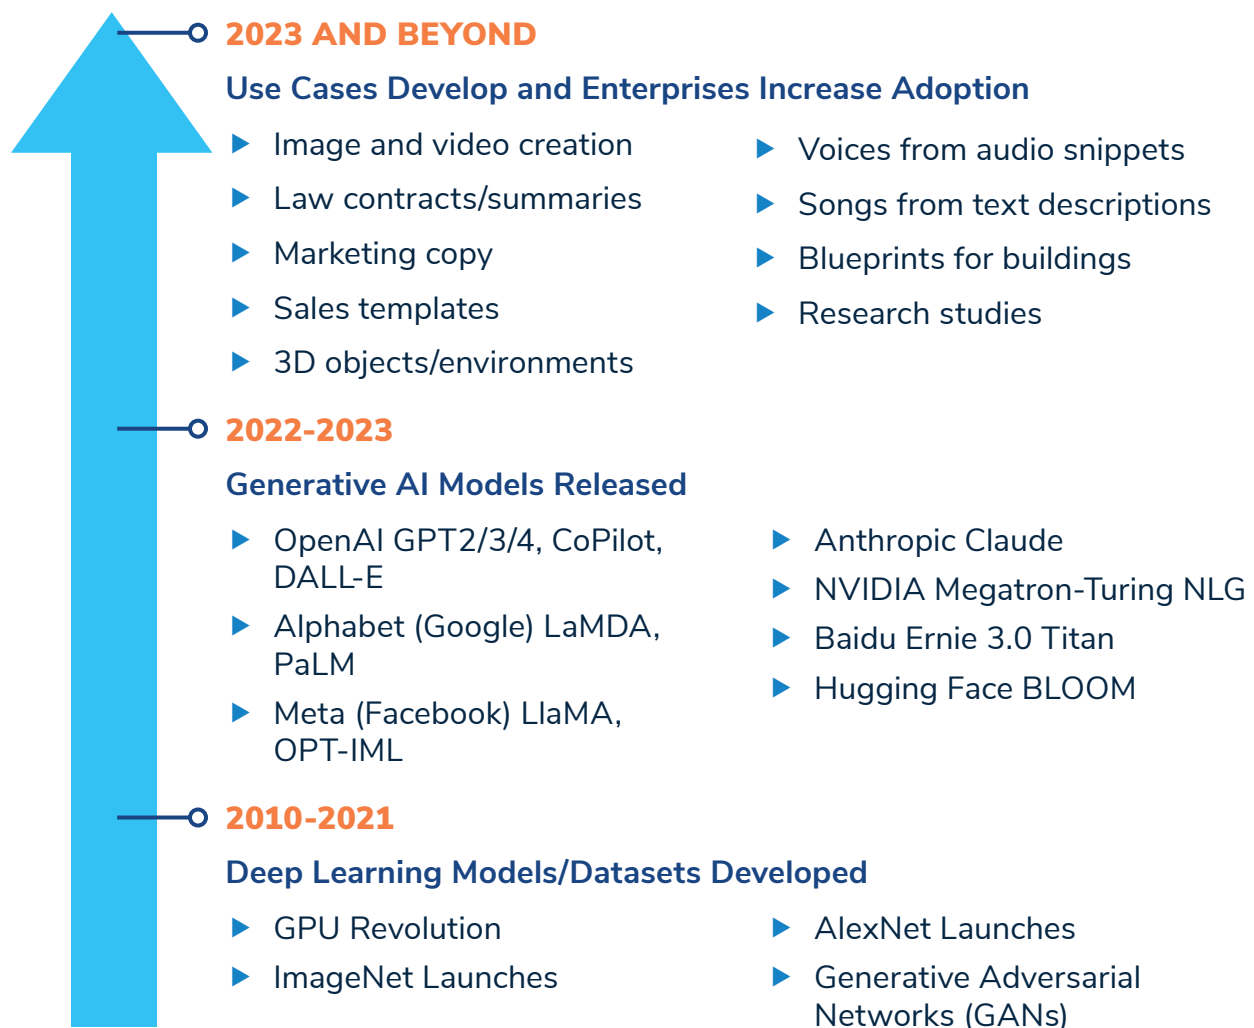 2023 AND BEYOND
Use Cases Develop and Enterprises Increase Adoption
Image and video creation
Law contracts/summaries
Marketing copy
Sales templates
3D objects/environments
Voices from audio snippets
Songs from text descriptions
Blueprints for buildings
Research studies
2022-2023
Generative AI Models Released
OpenAI GPT2/3/4, CoPilot,
DALL-E
Alphabet (Google) LaMDA,
PaLM
Meta (Facebook) LlaMA,
OPT-IML
Anthropic Claude
NVIDIA Megatron-Turing NLG
Baidu Ernie 3.0 Titan
Hugging Face BLOOM
2010-2021
Deep Learning Models/Datasets Developed
GPU Revolution
ImageNet Launches
AlexNet Launches
Generative Adversarial
Networks (GANs)